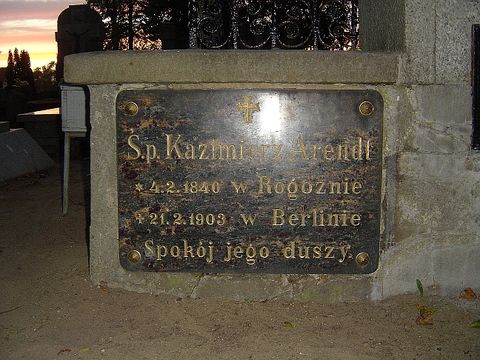 Ś.p. Kazimierz Arendt
* 4.2. 1840 w Rogoźnie
+ 21.2. 1903 w Berlinie
Spokój jego duszy.